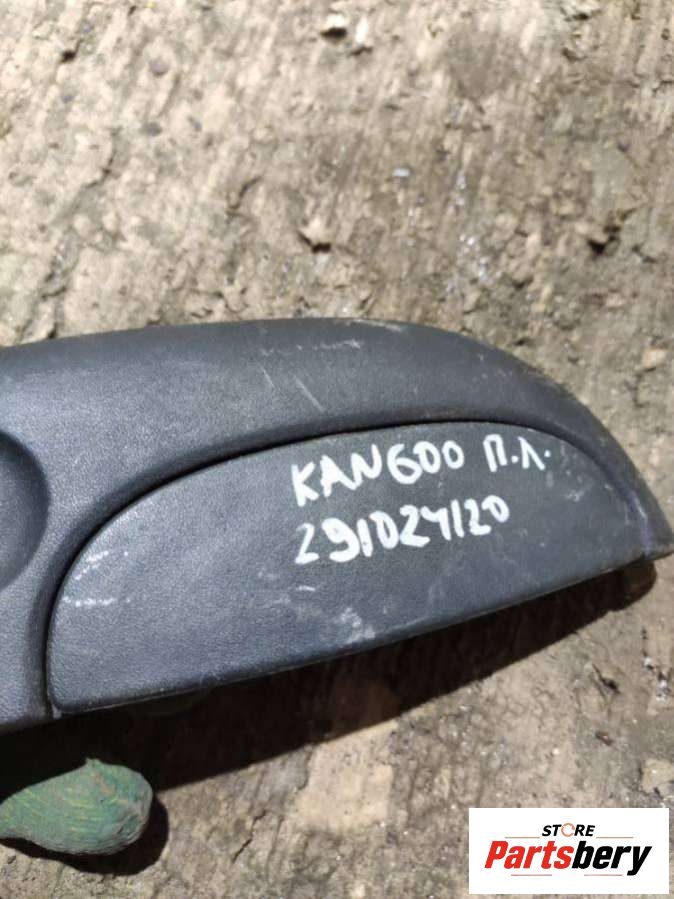 KANGOO П.Л.
291024120
STORE
Partsbery